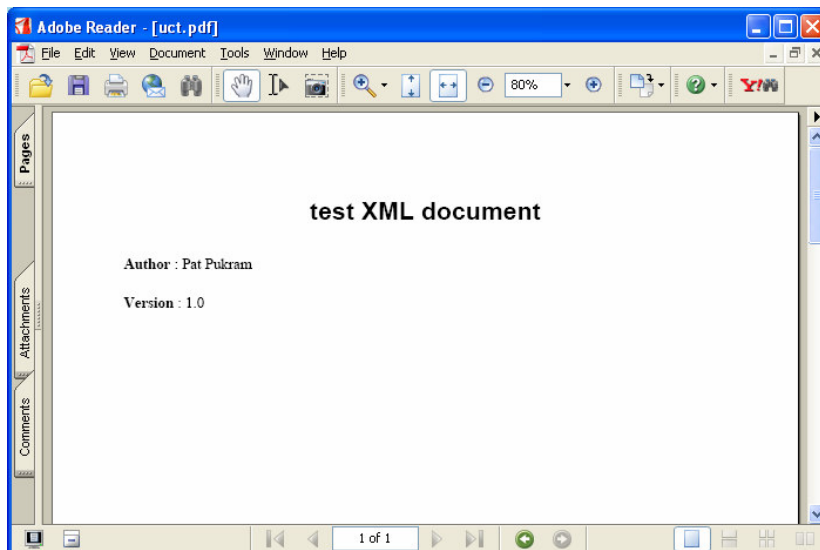 Adobe Reader - [uct.pdf]
File Edit View Document Tools Window Help
80%
Y!
Pages
Attachments
Comments
test XML document
Author : Pat Pukram
Version : 1.0
1 of 1